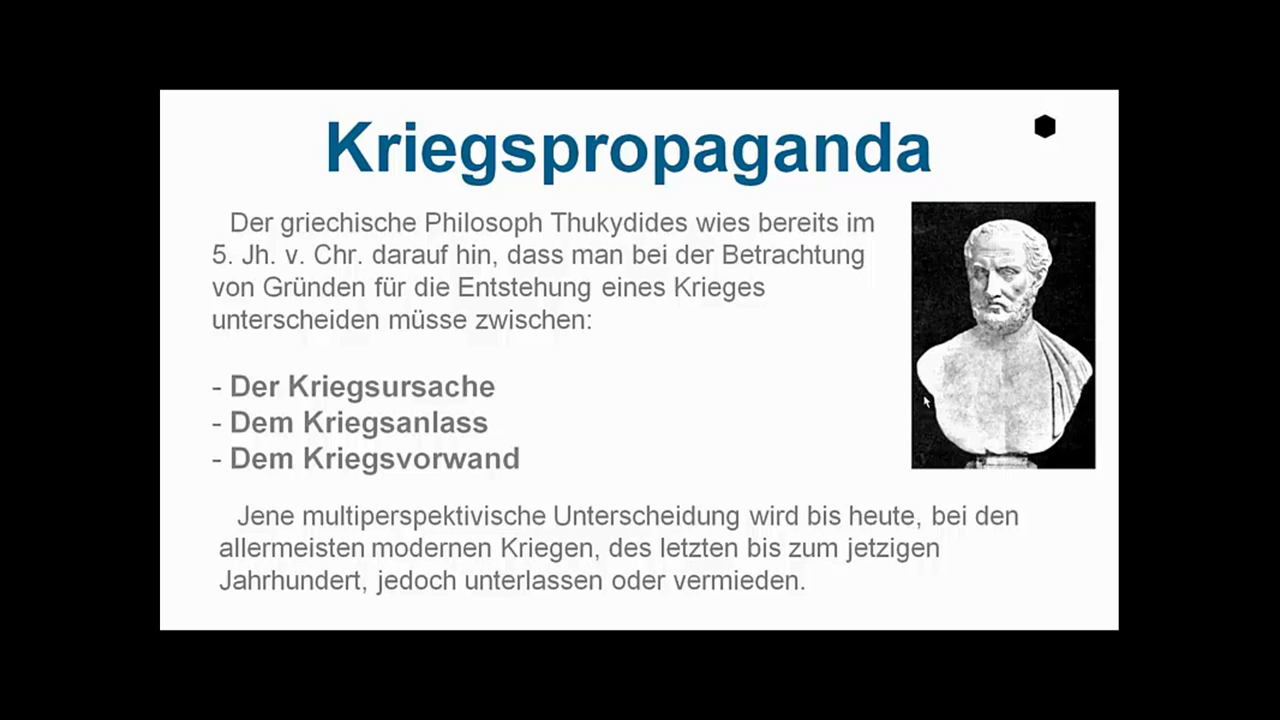 Kriegspropaganda
Der griechische Philosoph Thukydides wies bereits im
5. Jh. v. Chr. darauf hin, dass man bei der Betrachtung
von Gründen für die Entstehung eines Krieges
unterscheiden müsse zwischen:
- Der Kriegsursache
- Dem Kriegsanlass
- Dem Kriegsvorwand
Jene multiperspektivische Unterscheidung wird bis heute, bei den
allermeisten modernen Kriegen, des letzten bis zum jetzigen
Jahrhundert, jedoch unterlassen oder vermieden.